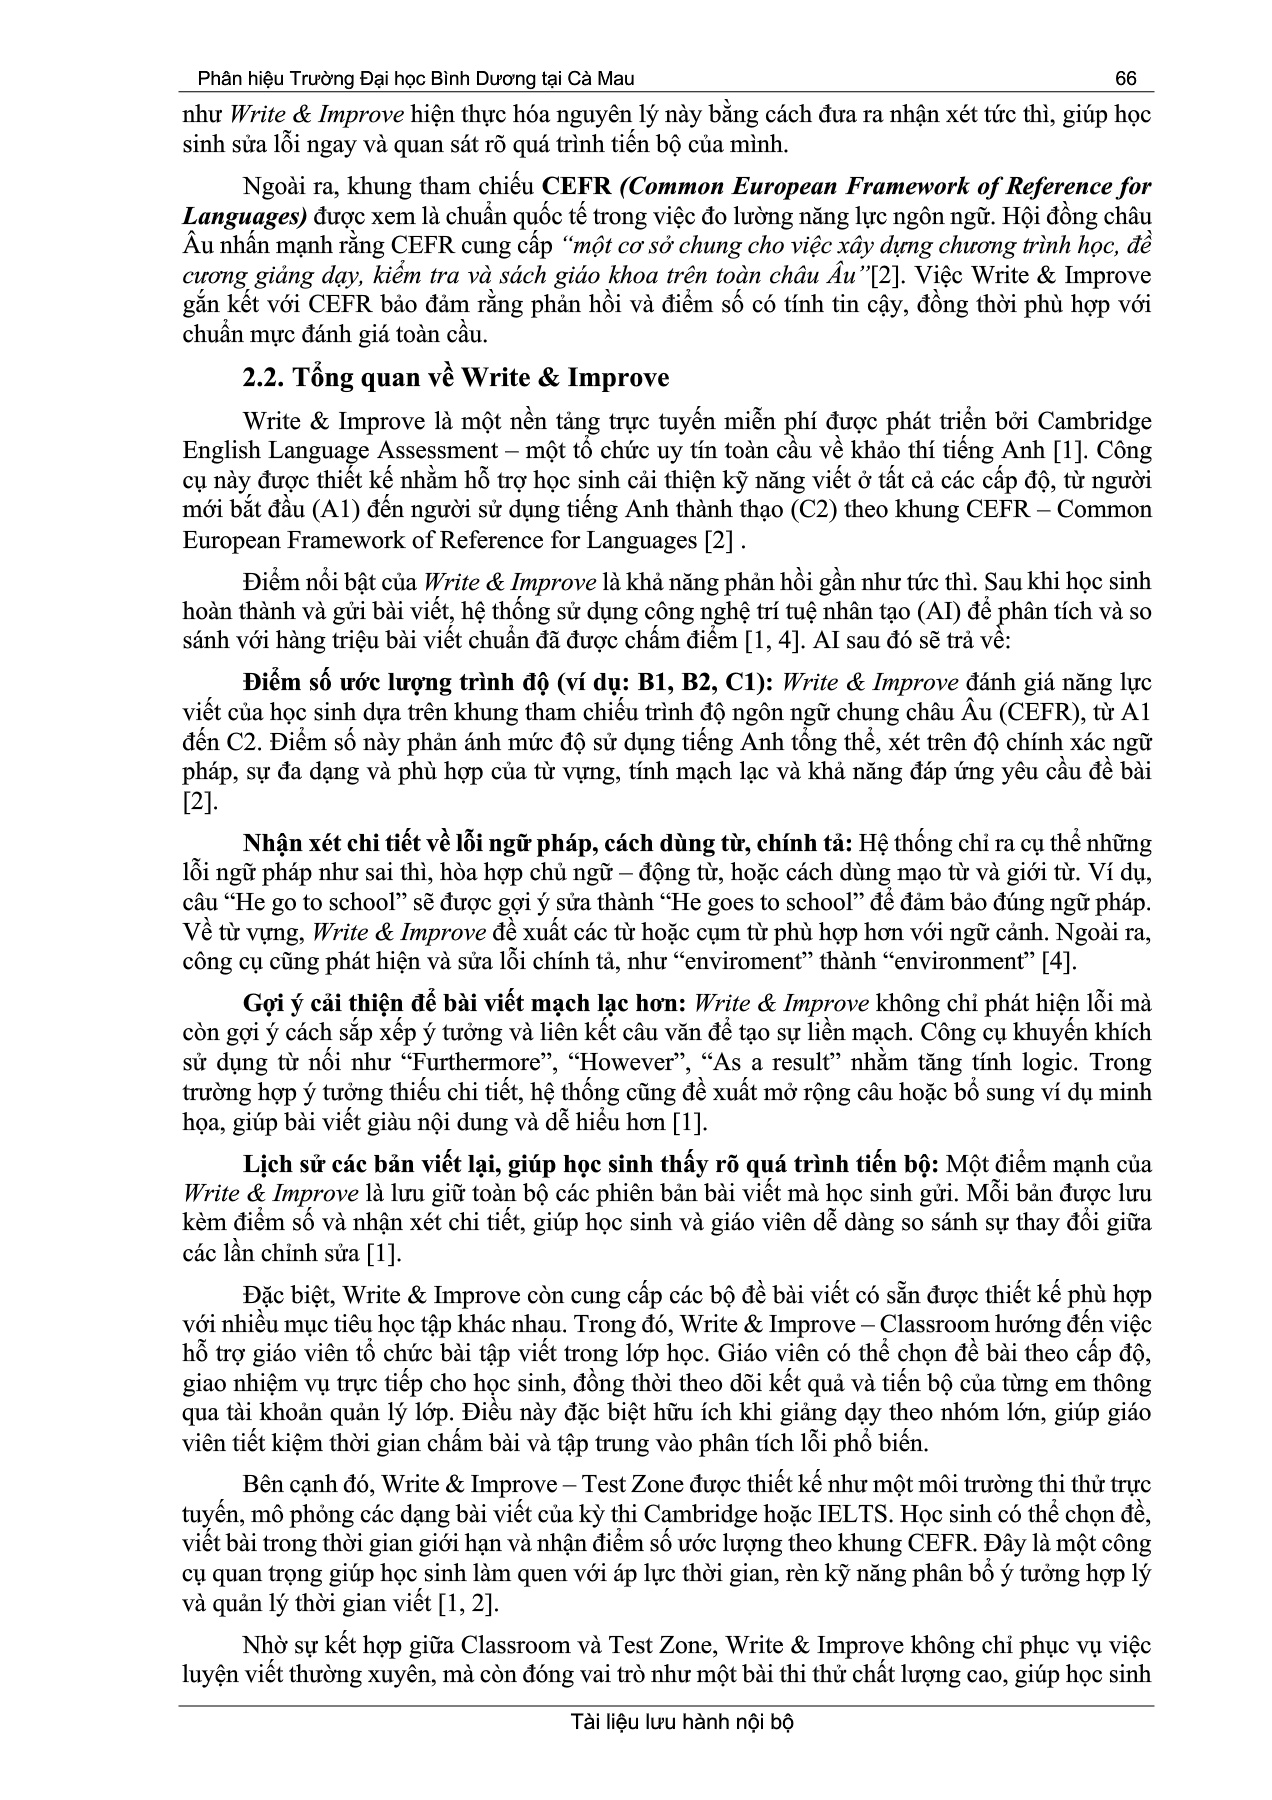 Phân hiệu Trường Đại học Bình Dương tại Cà Mau 66
như Write & Improve hiện thực hóa nguyên lý này bằng cách đưa ra nhận xét tức thì, giúp học
sinh sửa lỗi ngay và quan sát rõ quá trình tiến bộ của mình.
Ngoài ra, khung tham chiếu CEFR (Common European Framework of Reference for
Languages) được xem là chuẩn quốc tế trong việc đo lường năng lực ngôn ngữ. Hội đồng châu
Âu nhấn mạnh rằng CEFR cung cấp “một cơ sở chung cho việc xây dựng chương trình học, đề
cương giảng dạy, kiểm tra và sách giáo khoa trên toàn châu Âu”[2]. Việc Write & Improve
gắn kết với CEFR bảo đảm rằng phản hồi và điểm số có tính tin cậy, đồng thời phù hợp với
chuẩn mực đánh giá toàn cầu.
2.2. Tổng quan về Write & Improve
Write & Improve là một nền tảng trực tuyến miễn phí được phát triển bởi Cambridge
English Language Assessment – một tổ chức uy tín toàn cầu về khảo thí tiếng Anh [1]. Công
cụ này được thiết kế nhằm hỗ trợ học sinh cải thiện kỹ năng viết ở tất cả các cấp độ, từ người
mới bắt đầu (A1) đến người sử dụng tiếng Anh thành thạo (C2) theo khung CEFR – Common
European Framework of Reference for Languages [2] .
Điểm nổi bật của Write & Improve là khả năng phản hồi gần như tức thì. Sau khi học sinh
hoàn thành và gửi bài viết, hệ thống sử dụng công nghệ trí tuệ nhân tạo (AI) để phân tích và so
sánh với hàng triệu bài viết chuẩn đã được chấm điểm [1, 4]. AI sau đó sẽ trả về:
Điểm số ước lượng trình độ (ví dụ: B1, B2, C1): Write & Improve đánh giá năng lực
viết của học sinh dựa trên khung tham chiếu trình độ ngôn ngữ chung châu Âu (CEFR), từ A1
đến C2. Điểm số này phản ánh mức độ sử dụng tiếng Anh tổng thể, xét trên độ chính xác ngữ
pháp, sự đa dạng và phù hợp của từ vựng, tính mạch lạc và khả năng đáp ứng yêu cầu đề bài
[2].
Nhận xét chi tiết về lỗi ngữ pháp, cách dùng từ, chính tả: Hệ thống chỉ ra cụ thể những
lỗi ngữ pháp như sai thì, hòa hợp chủ ngữ – động từ, hoặc cách dùng mạo từ và giới từ. Ví dụ,
câu “He go to school” sẽ được gợi ý sửa thành “He goes to school” để đảm bảo đúng ngữ pháp.
Về từ vựng, Write & Improve đề xuất các từ hoặc cụm từ phù hợp hơn với ngữ cảnh. Ngoài ra,
công cụ cũng phát hiện và sửa lỗi chính tả, như “enviroment” thành “environment” [4].
Gợi ý cải thiện để bài viết mạch lạc hơn: Write & Improve không chỉ phát hiện lỗi mà
còn gợi ý cách sắp xếp ý tưởng và liên kết câu văn để tạo sự liền mạch. Công cụ khuyến khích
sử dụng từ nối như “Furthermore”, “However”, “As a result” nhằm tăng tính logic. Trong
trường hợp ý tưởng thiếu chi tiết, hệ thống cũng đề xuất mở rộng câu hoặc bổ sung ví dụ minh
họa, giúp bài viết giàu nội dung và dễ hiểu hơn [1].
Lịch sử các bản viết lại, giúp học sinh thấy rõ quá trình tiến bộ: Một điểm mạnh của
Write & Improve là lưu giữ toàn bộ các phiên bản bài viết mà học sinh gửi. Mỗi bản được lưu
kèm điểm số và nhận xét chi tiết, giúp học sinh và giáo viên dễ dàng so sánh sự thay đổi giữa
các lần chỉnh sửa [1].
Đặc biệt, Write & Improve còn cung cấp các bộ đề bài viết có sẵn được thiết kế phù hợp
với nhiều mục tiêu học tập khác nhau. Trong đó, Write & Improve – Classroom hướng đến việc
hỗ trợ giáo viên tổ chức bài tập viết trong lớp học. Giáo viên có thể chọn đề bài theo cấp độ,
giao nhiệm vụ trực tiếp cho học sinh, đồng thời theo dõi kết quả và tiến bộ của từng em thông
qua tài khoản quản lý lớp. Điều này đặc biệt hữu ích khi giảng dạy theo nhóm lớn, giúp giáo
viên tiết kiệm thời gian chấm bài và tập trung vào phân tích lỗi phổ biến.
Bên cạnh đó, Write & Improve – Test Zone được thiết kế như một môi trường thi thử trực
tuyến, mô phỏng các dạng bài viết của kỳ thi Cambridge hoặc IELTS. Học sinh có thể chọn đề,
viết bài trong thời gian giới hạn và nhận điểm số ước lượng theo khung CEFR. Đây là một công
cụ quan trọng giúp học sinh làm quen với áp lực thời gian, rèn kỹ năng phân bổ ý tưởng hợp lý
và quản lý thời gian viết [1, 2].
Nhờ sự kết hợp giữa Classroom và Test Zone, Write & Improve không chỉ phục vụ việc
luyện viết thường xuyên, mà còn đóng vai trò như một bài thi thử chất lượng cao, giúp học sinh
Tài liệu lưu hành nội bộ